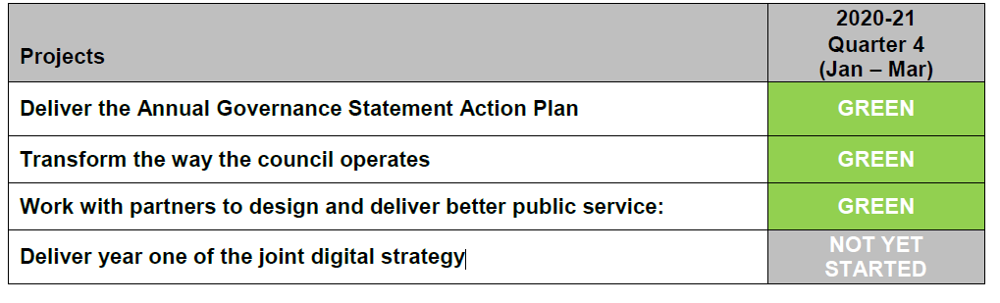 Projects
2020-21
Quarter 4
(Jan – Mar)
Deliver the Annual Governance Statement Action Plan
GREEN
Transform the way the council operates
GREEN
Work with partners to design and deliver better public service:
GREEN
Deliver year one of the joint digital strategy
NOT YET
STARTED